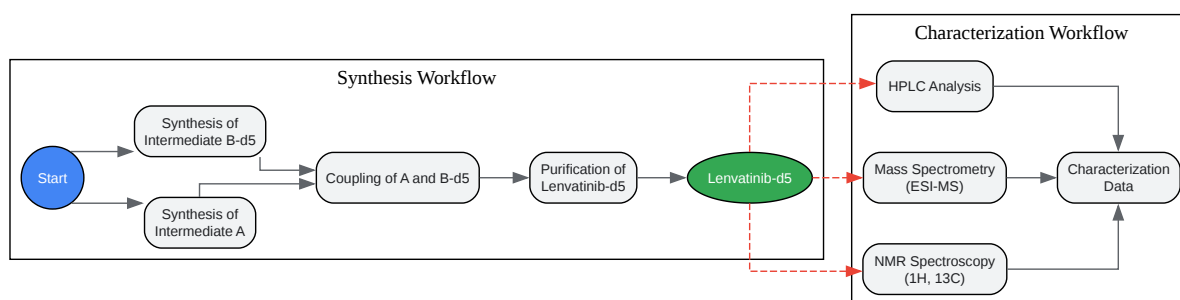 Synthesis Workflow
Start
Synthesis of
Intermediate B-d5
Synthesis of
Intermediate A
Coupling of A and B-d5
Purification of
Lenvatinib-d5
Lenvatinib-d5
Characterization Workflow
HPLC Analysis
Mass Spectrometry
(ESI-MS)
NMR Spectroscopy
(1H, 13C)
Characterization
Data